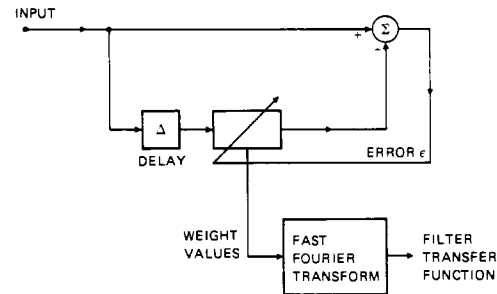 INPUT
+
Σ
−
Δ
DELAY
ERROR ε
WEIGHT
VALUES
FAST
FOURIER
TRANSFORM
FILTER
TRANSFER
FUNCTION